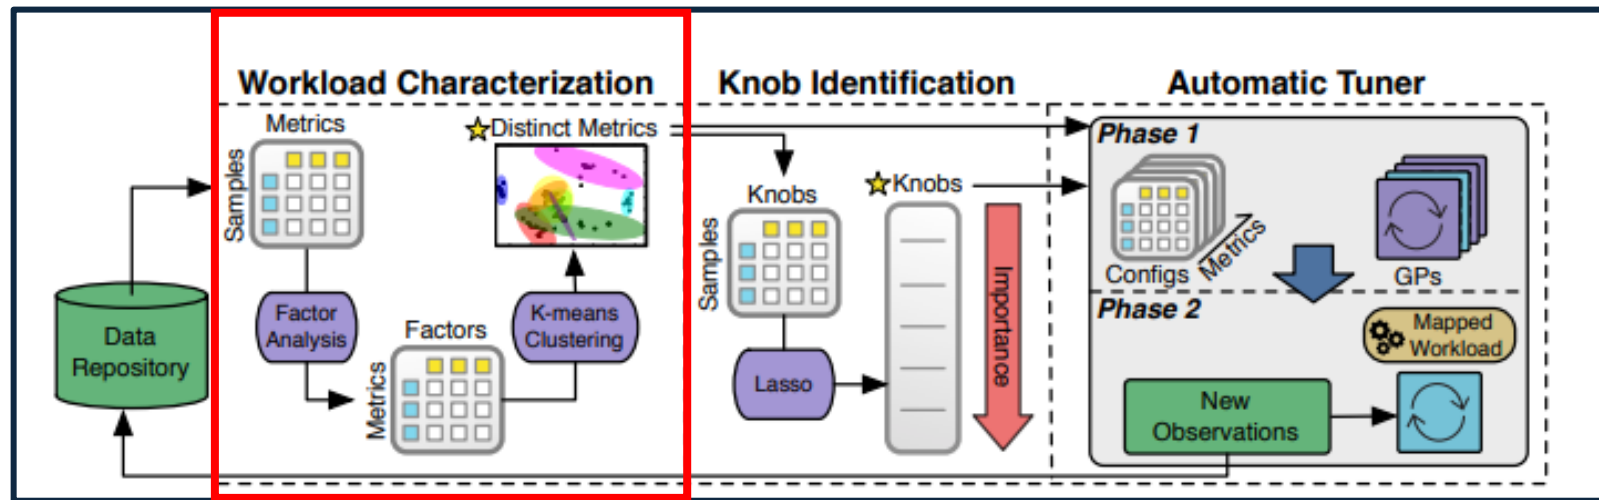 Workload Characterization
Knob Identification
Automatic Tuner
Data
Repository
Metrics
Samples
Factor
Analysis
Factors
Metrics
K-means
Clustering
Distinct Metrics
Knobs
Samples
Lasso
Knobs
Importance
Phase 1
Configs
Metrics
GPs
Phase 2
Mapped
Workload
New
Observations